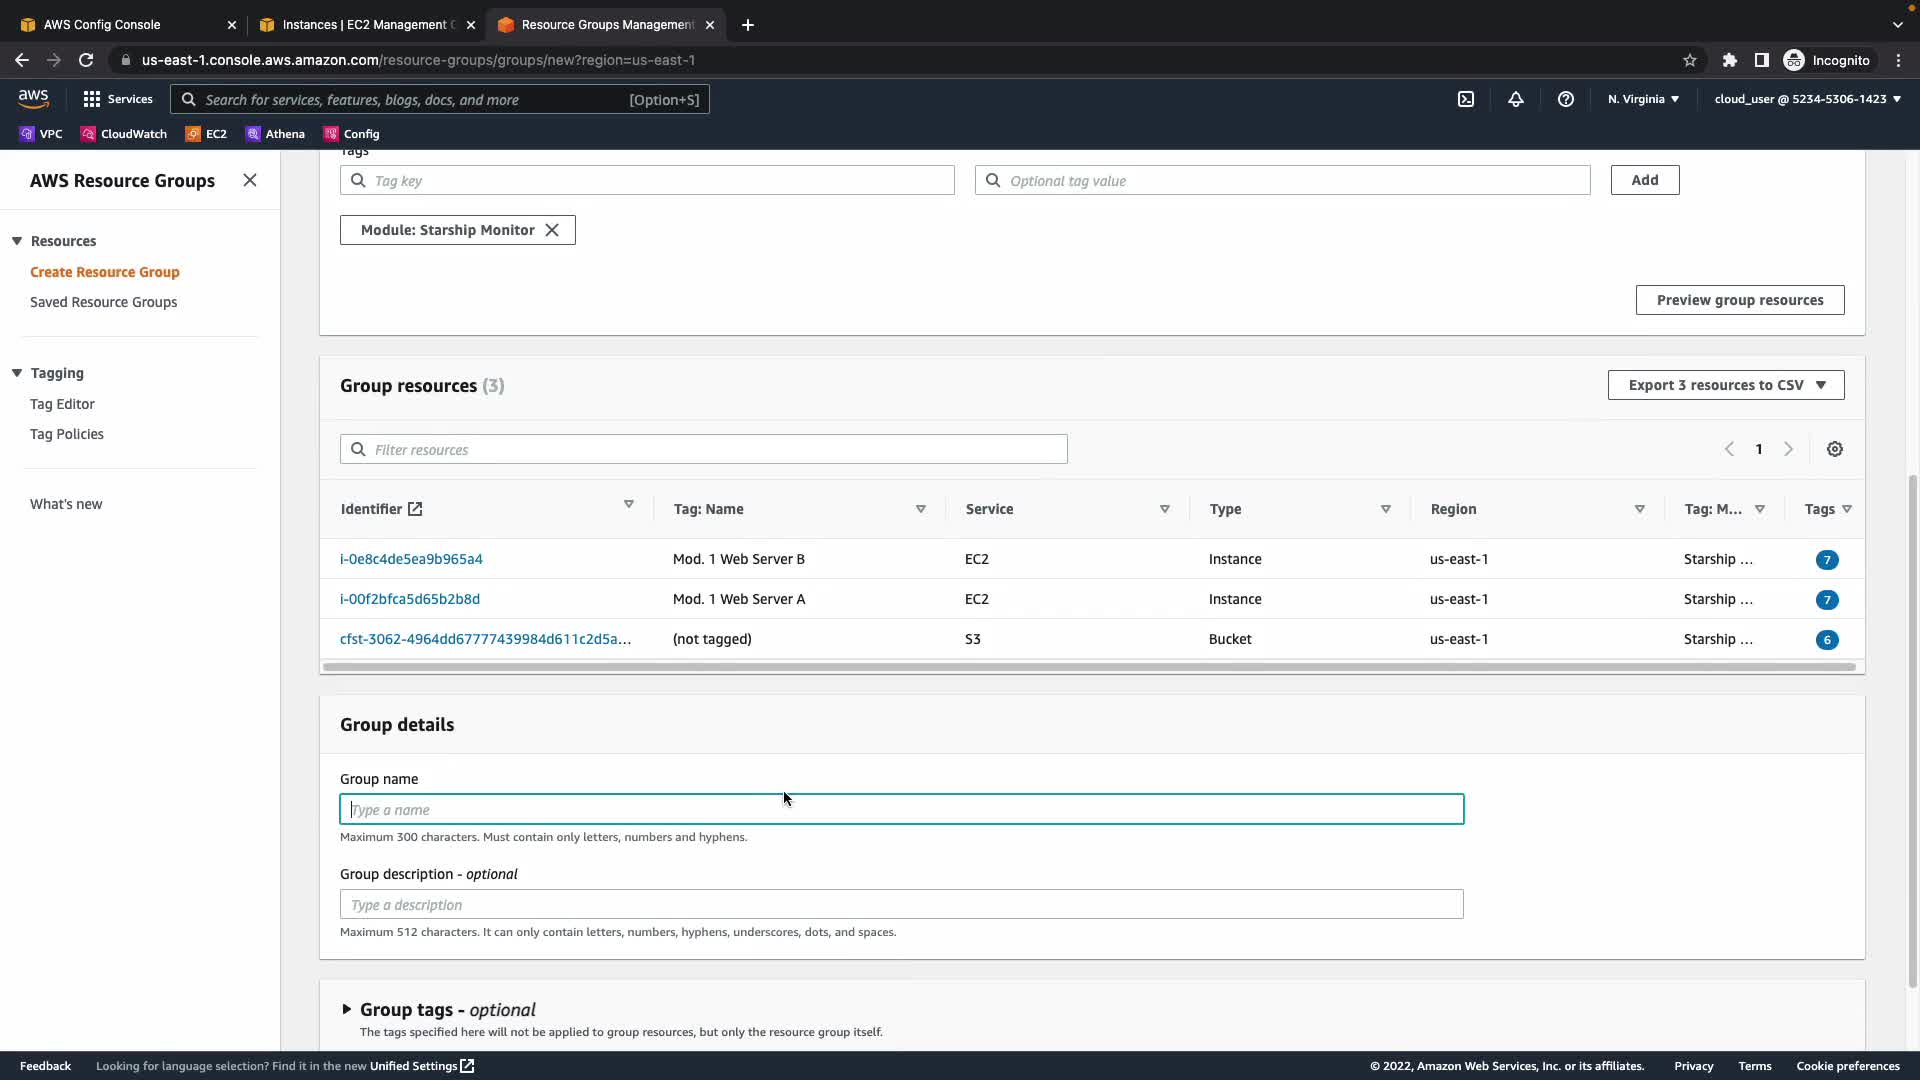 AWS Config Console
Instances | EC2 Management C
Resource Groups Management
us-east-1.console.aws.amazon.com/resource-groups/groups/new?region=us-east-1
Incognito
aws
Services
Search for services, features, blogs, docs, and more
[Option+S]
N. Virginia
cloud_user @ 5234-5306-1423
VPC
CloudWatch
EC2
Athena
Config
AWS Resource Groups
Resources
Create Resource Group
Saved Resource Groups
Tagging
Tag Editor
Tag Policies
What's new
Tags
Tag key
Optional tag value
Add
Module: Starship Monitor
Preview group resources
Group resources (3)
Export 3 resources to CSV
Filter resources
1
Identifier Tag: Name Service Type Region Tag: M... Tags
i-0e8c4de5ea9b965a4 Mod. 1 Web Server B EC2 Instance us-east-1 Starship ... 7
i-00f2bfca5d65b2b8d Mod. 1 Web Server A EC2 Instance us-east-1 Starship ... 7
cfst-3062-4964dd67777439984d611c2d5a... (not tagged) S3 Bucket us-east-1 Starship ... 6
Group details
Group name
Type a name
Maximum 300 characters. Must contain only letters, numbers and hyphens.
Group description - optional
Type a description
Maximum 512 characters. It can only contain letters, numbers, hyphens, underscores, dots, and spaces.
Group tags - optional
The tags specified here will not be applied to group resources, but only the resource group itself.
Feedback
Looking for language selection? Find it in the new Unified Settings
© 2022, Amazon Web Services, Inc. or its affiliates.
Privacy
Terms
Cookie preferences